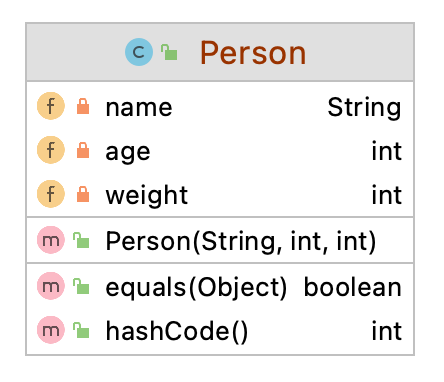 C Person
f name String
f age int
f weight int
m Person(String, int, int)
m equals(Object) boolean
m hashCode() int